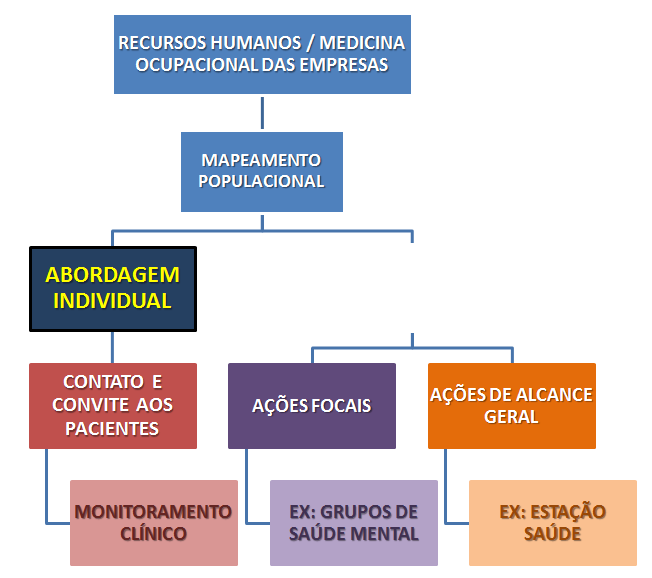 RECURSOS HUMANOS / MEDICINA
OCUPACIONAL DAS EMPRESAS
MAPEAMENTO
POPULACIONAL
ABORDAGEM
INDIVIDUAL
CONTATO E
CONVITE AOS
PACIENTES
AÇÕES FOCAIS
AÇÕES DE ALCANCE
GERAL
MONITORAMENTO
CLÍNICO
EX: GRUPOS DE
SAÚDE MENTAL
EX: ESTAÇÃO
SAÚDE